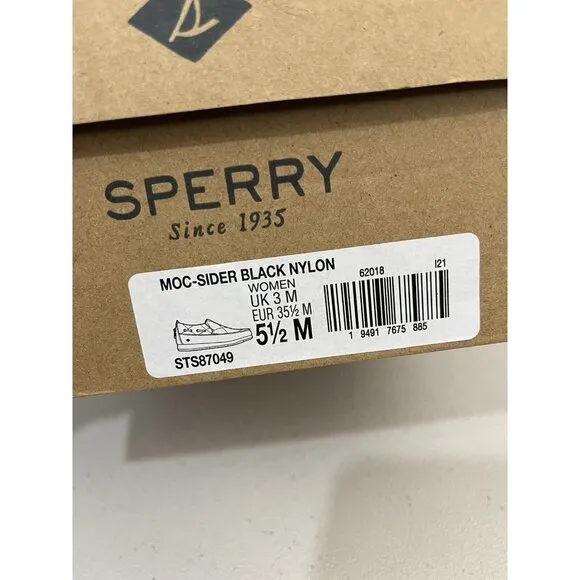 SPERRY
Since 1935
MOC-SIDER BLACK NYLON
WOMEN
UK 3 M
EUR 35½ M
5½ M
STS87049
62018 I21
1 94917 7675 885